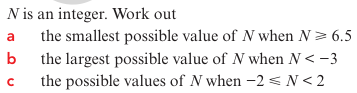 N is an integer. Work out
a the smallest possible value of N when N ⩾ 6.5
b the largest possible value of N when N < −3
c the possible values of N when −2 ⩽ N < 2